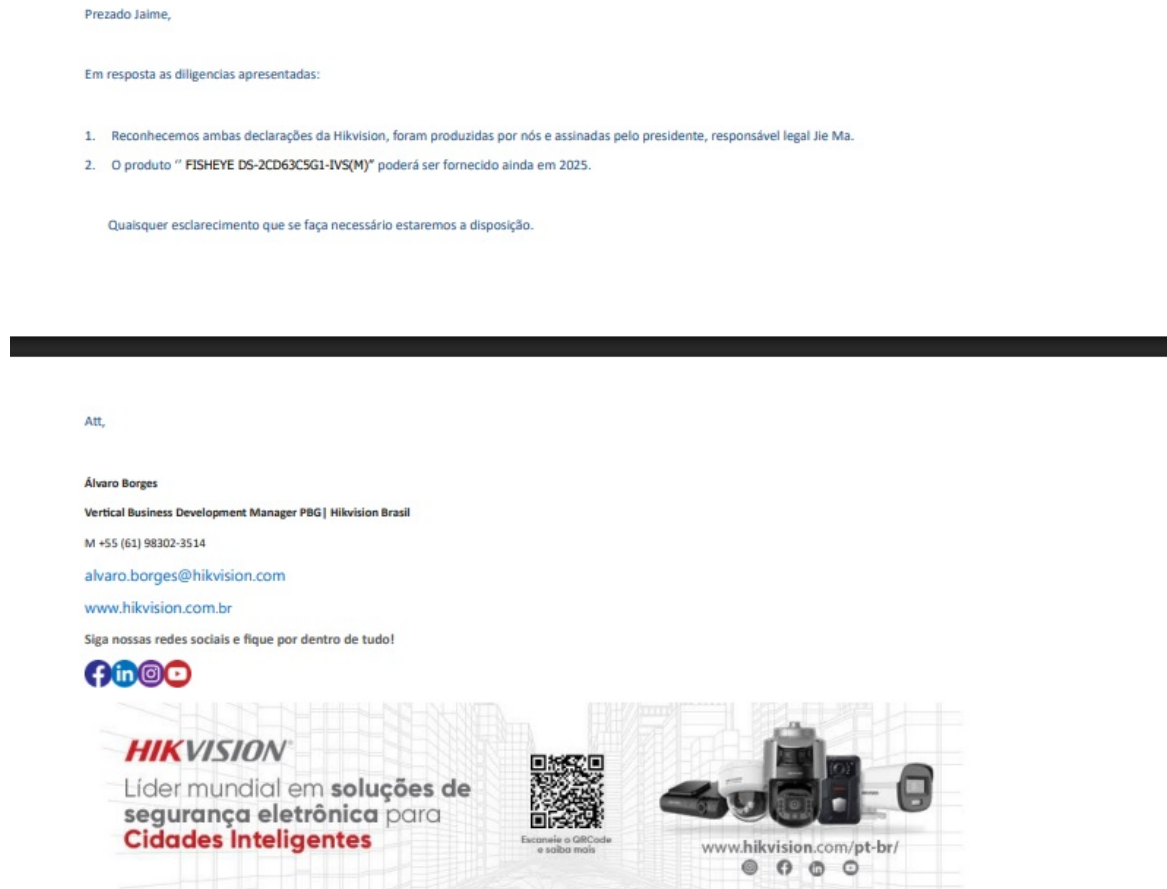 Prezado Jaime,
Em resposta as diligencias apresentadas:
1. Reconhecemos ambas declarações da Hikvision, foram produzidas por nós e assinadas pelo presidente, responsável legal Jie Ma.
2. O produto “ FISHEYE DS-2CD63C5G1-IVS(M)” poderá ser fornecido ainda em 2025.
Quaisquer esclarecimento que se faça necessário estaremos a disposição.
Att,
Álvaro Borges
Vertical Business Development Manager PBG| Hikvision Brasil
M +55 (61) 98302-3514
alvaro.borges@hikvision.com
www.hikvision.com.br
Siga nossas redes sociais e fique por dentro de tudo!
HIKVISION
Líder mundial em soluções de
segurança eletrônica para
Cidades Inteligentes
Escaneie o QRCode
e saiba mais
www.hikvision.com/pt-br/